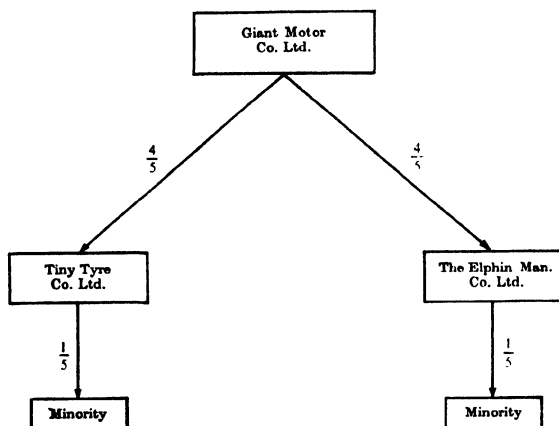 Giant Motor
Co. Ltd.
4/5
4/5
Tiny Tyre
Co. Ltd.
The Elphin Man.
Co. Ltd.
1/5
1/5
Minority
Minority